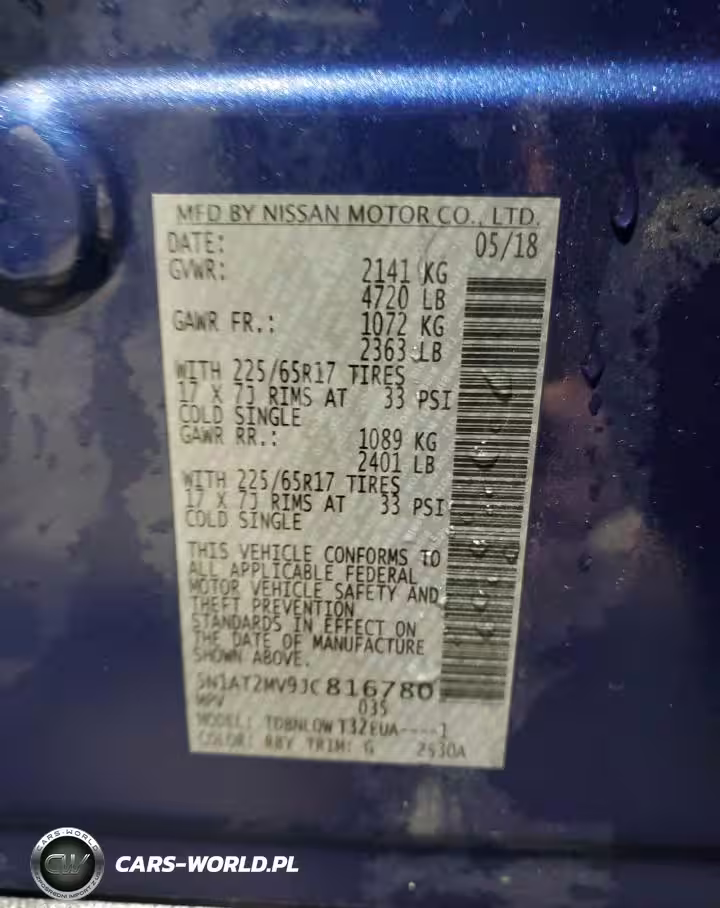 MFD BY NISSAN MOTOR CO., LTD.
DATE: 05/18
GVWR: 2141 KG
4720 LB
GAWR FR.: 1072 KG
2363 LB
WITH 225/65R17 TIRES
17 X 7J RIMS AT 33 PSI
COLD SINGLE
GAWR RR.: 1089 KG
2401 LB
WITH 225/65R17 TIRES
17 X 7J RIMS AT 33 PSI
COLD SINGLE
THIS VEHICLE CONFORMS TO
ALL APPLICABLE FEDERAL
MOTOR VEHICLE SAFETY AND
THEFT PREVENTION
STANDARDS IN EFFECT ON
THE DATE OF MANUFACTURE
SHOWN ABOVE.
5N1AT2MV9JC816780
MPV 035
MODEL: T32EUA----1
COLOR: RBY TRIM: G
CARS-WORLD
CW
CARS-WORLD.PL